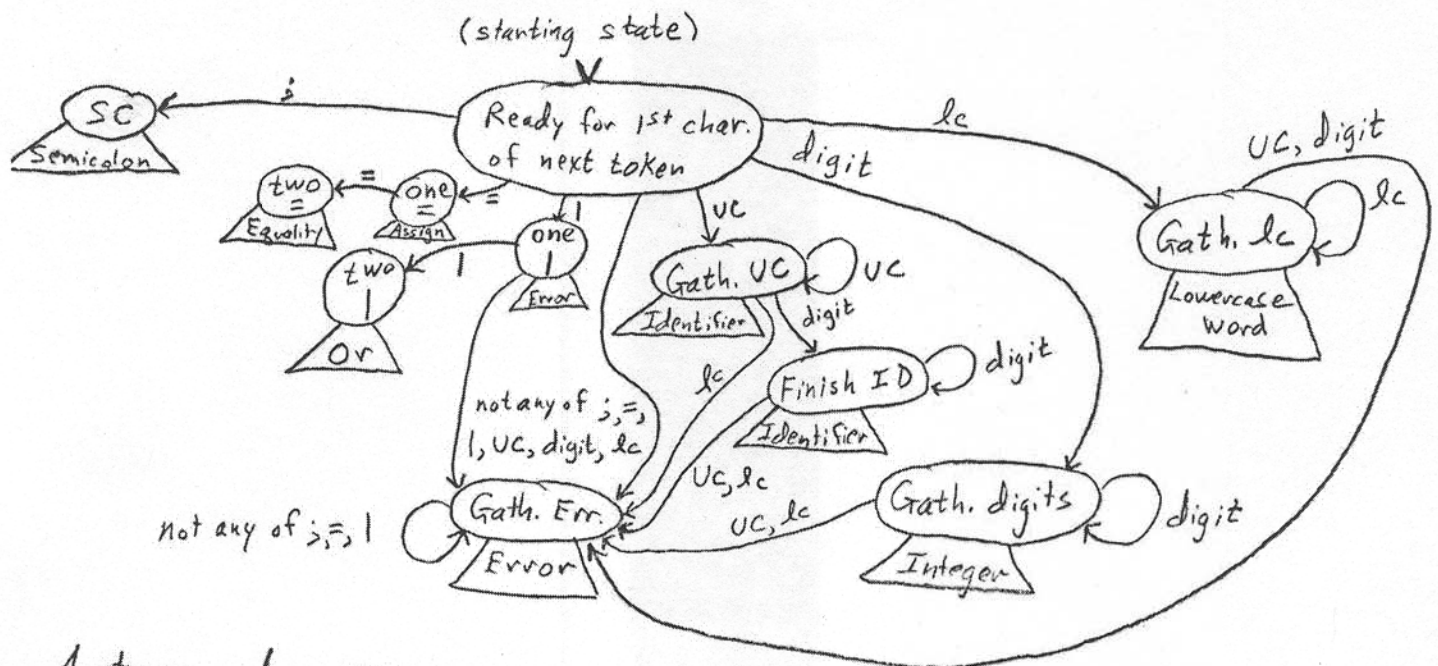 (starting state)
;
SC
Semicolon
Ready for 1st char.
of next token
lc
digit
UC, digit
Gath. lc
lc
Lowercase
Word
=
one
=
Assign
=
two
=
Equality
|
one
|
Error
|
two
|
Or
UC
Gath. UC
UC
Identifier
digit
lc
Finish ID
digit
Identifier
UC, lc
not any of ;, =,
|, UC, digit, lc
Gath. Err.
Error
not any of ;, =, |
Gath. digits
digit
Integer
UC, lc